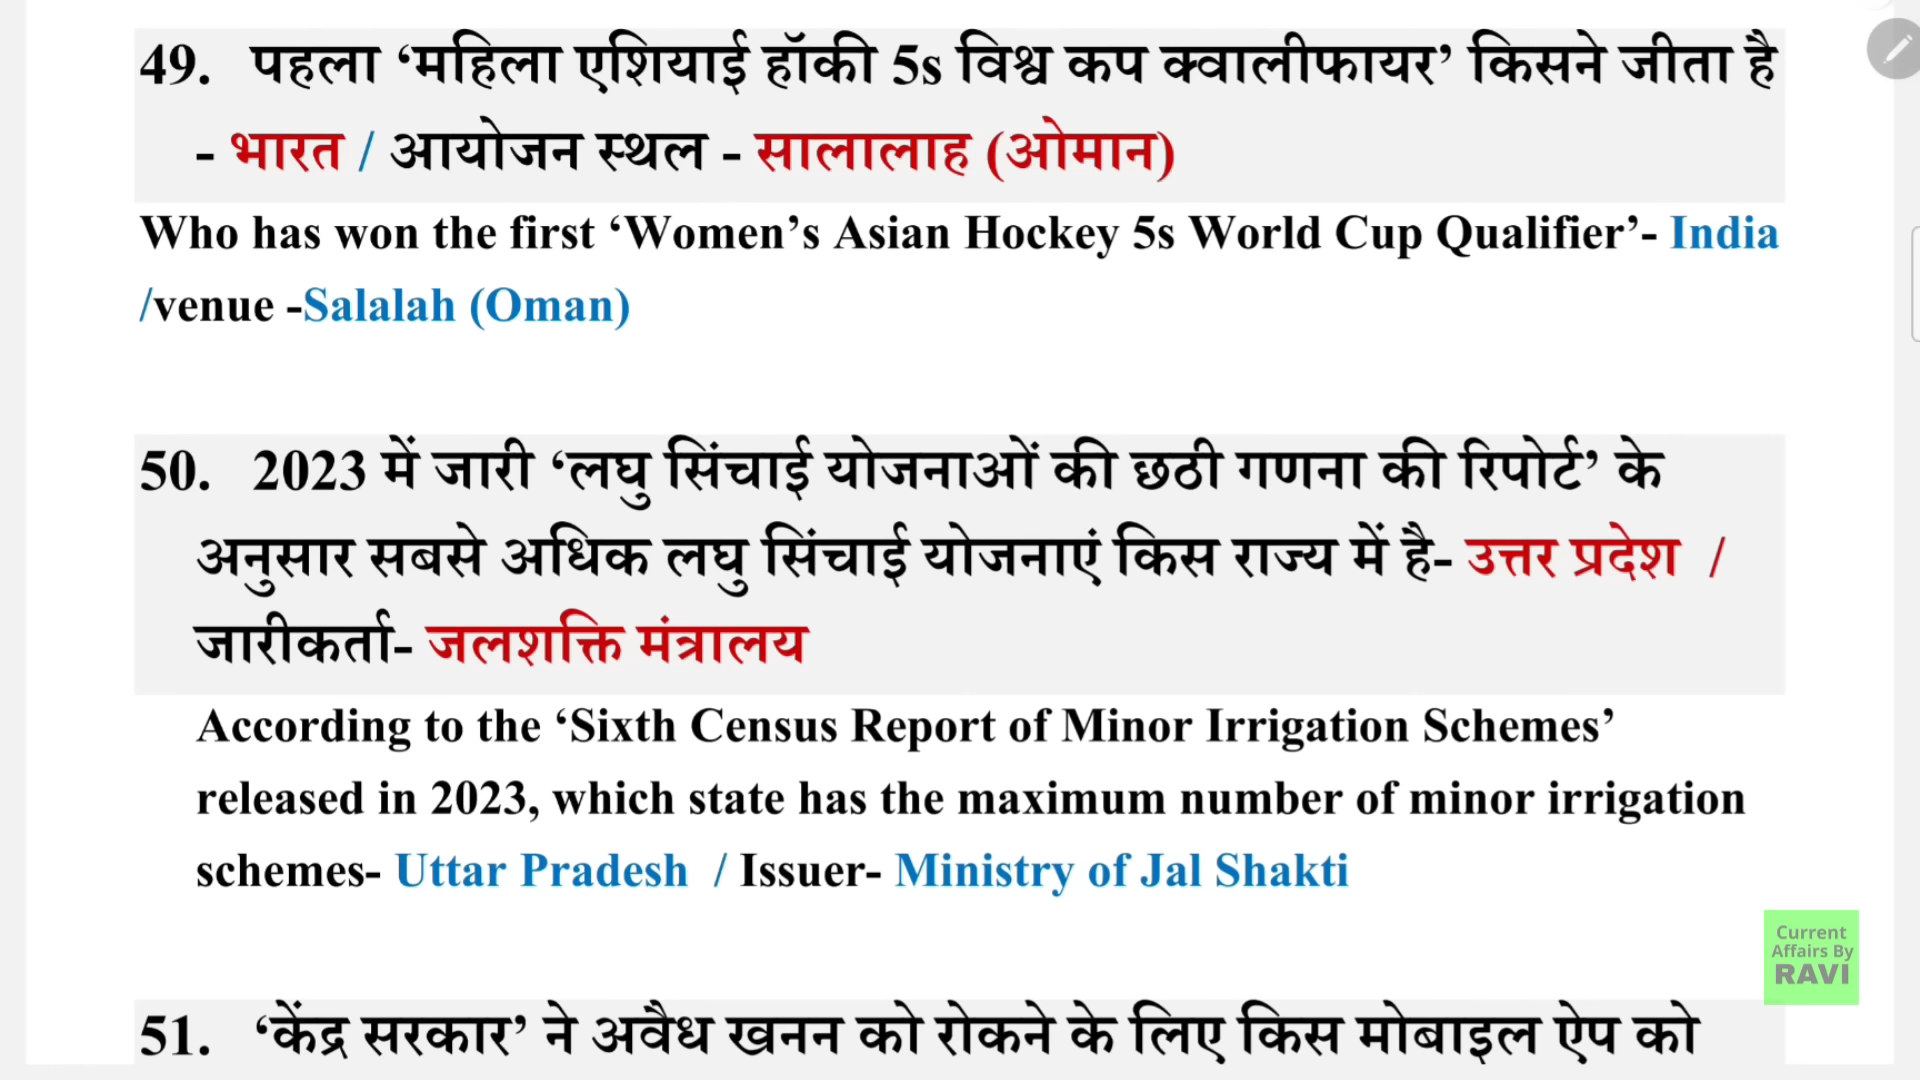 49. पहला ‘महिला एशियाई हॉकी 5s विश्व कप क्वालीफायर’ किसने जीता है
- भारत / आयोजन स्थल - सालालाह (ओमान)
Who has won the first ‘Women’s Asian Hockey 5s World Cup Qualifier’- India
/venue -Salalah (Oman)
50. 2023 में जारी ‘लघु सिंचाई योजनाओं की छठी गणना की रिपोर्ट’ के
अनुसार सबसे अधिक लघु सिंचाई योजनाएं किस राज्य में है- उत्तर प्रदेश /
जारीकर्ता- जलशक्ति मंत्रालय
According to the ‘Sixth Census Report of Minor Irrigation Schemes’
released in 2023, which state has the maximum number of minor irrigation
schemes- Uttar Pradesh / Issuer- Ministry of Jal Shakti
Current
Affairs By
RAVI
51. ‘केंद्र सरकार’ ने अवैध खनन को रोकने के लिए किस मोबाइल ऐप को